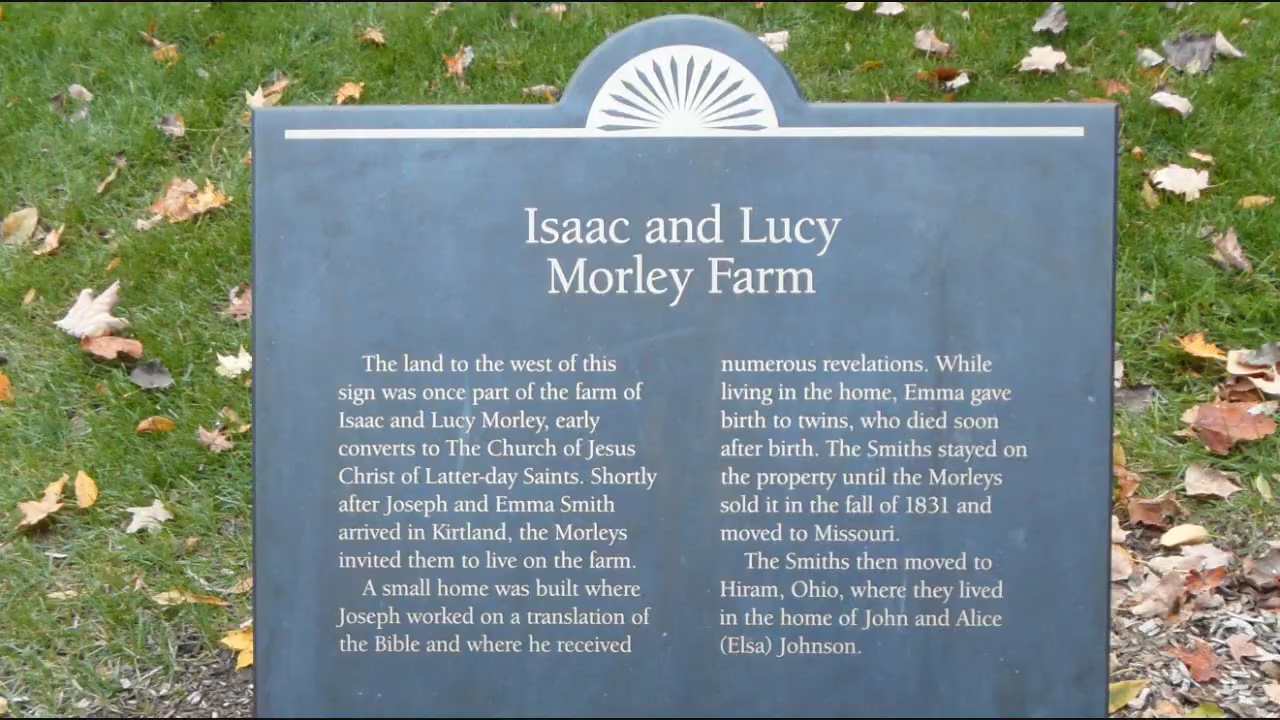 Isaac and Lucy
Morley Farm
The land to the west of this
sign was once part of the farm of
Isaac and Lucy Morley, early
converts to The Church of Jesus
Christ of Latter-day Saints. Shortly
after Joseph and Emma Smith
arrived in Kirtland, the Morleys
invited them to live on the farm.
A small home was built where
Joseph worked on a translation of
the Bible and where he received
numerous revelations. While
living in the home, Emma gave
birth to twins, who died soon
after birth. The Smiths stayed on
the property until the Morleys
sold it in the fall of 1831 and
moved to Missouri.
The Smiths then moved to
Hiram, Ohio, where they lived
in the home of John and Alice
(Elsa) Johnson.